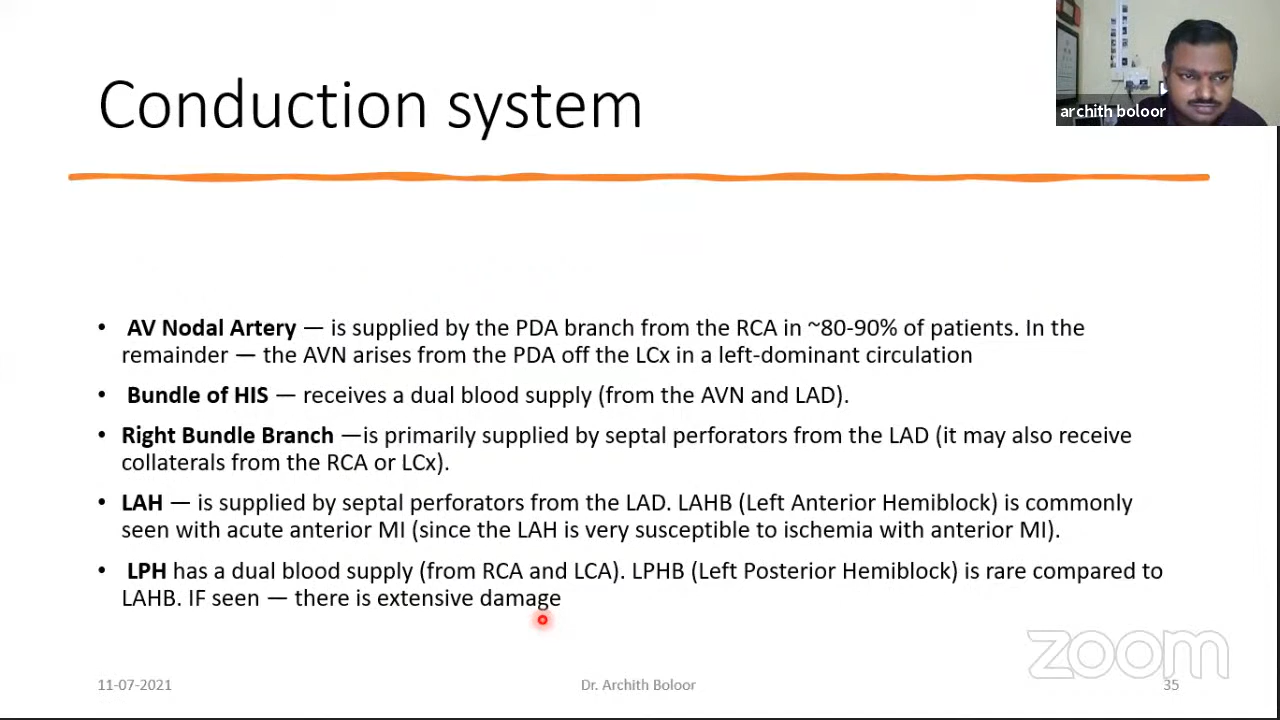 Conduction system
archith boloor
• AV Nodal Artery — is supplied by the PDA branch from the RCA in ~80-90% of patients. In the
remainder — the AVN arises from the PDA off the LCx in a left-dominant circulation
• Bundle of HIS — receives a dual blood supply (from the AVN and LAD).
• Right Bundle Branch —is primarily supplied by septal perforators from the LAD (it may also receive
collaterals from the RCA or LCx).
• LAH — is supplied by septal perforators from the LAD. LAHB (Left Anterior Hemiblock) is commonly
seen with acute anterior MI (since the LAH is very susceptible to ischemia with anterior MI).
• LPH has a dual blood supply (from RCA and LCA). LPHB (Left Posterior Hemiblock) is rare compared to
LAHB. IF seen — there is extensive damage
zoom
11-07-2021
Dr. Archith Boloor
35